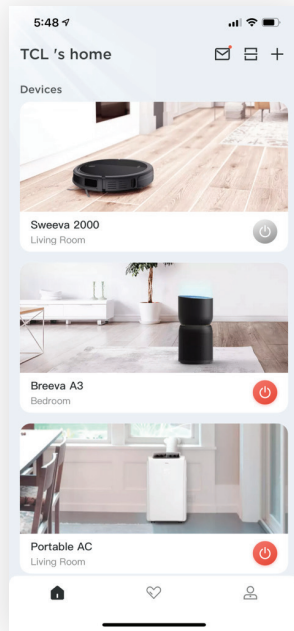 5:48
TCL 's home
Devices
Sweeva 2000
Living Room
Breeva A3
Bedroom
Portable AC
Living Room